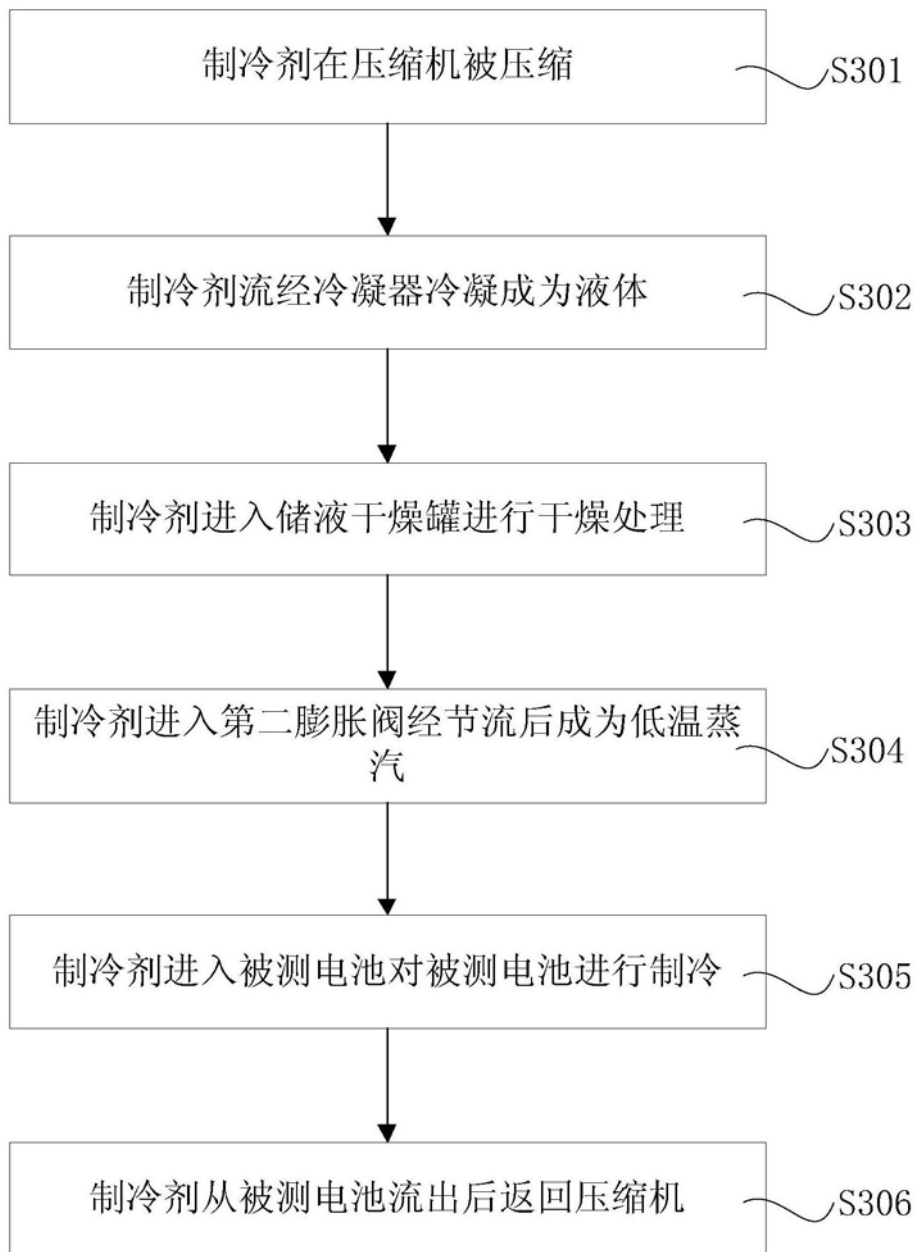 制冷剂在压缩机被压缩
S301
制冷剂流经冷凝器冷凝成为液体
S302
制冷剂进入储液干燥罐进行干燥处理
S303
制冷剂进入第二膨胀阀经节流后成为低温蒸
汽
S304
制冷剂进入被测电池对被测电池进行制冷
S305
制冷剂从被测电池流出后返回压缩机
S306